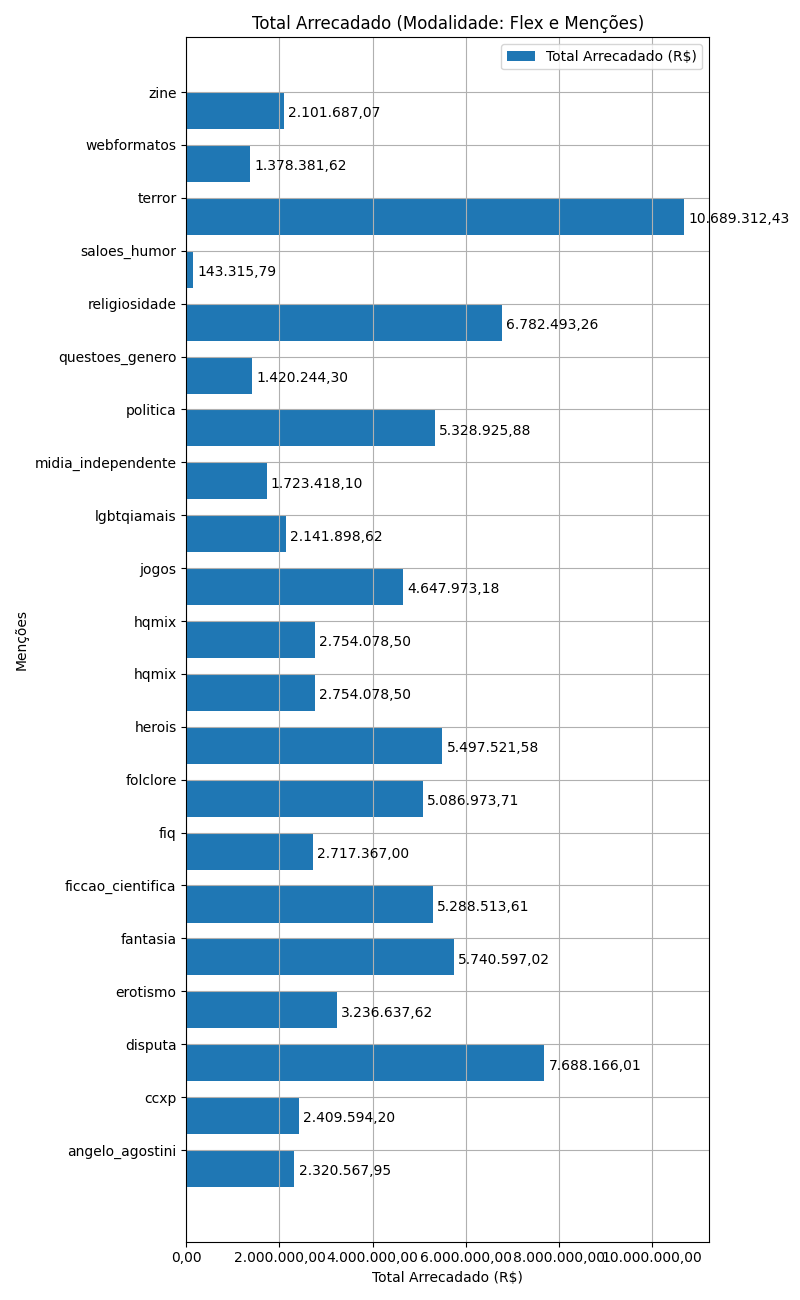 Total Arrecadado (Modalidade: Flex e Menções)
Total Arrecadado (R$)
zine
2.101.687,07
webformatos
1.378.381,62
terror
10.689.312,43
saloes_humor
143.315,79
religiosidade
6.782.493,26
questoes_genero
1.420.244,30
politica
5.328.925,88
midia_independente
1.723.418,10
lgbtqiamais
2.141.898,62
jogos
4.647.973,18
hqmix
2.754.078,50
hqmix
2.754.078,50
herois
5.497.521,58
folclore
5.086.973,71
fiq
2.717.367,00
ficcao_cientifica
5.288.513,61
fantasia
5.740.597,02
erotismo
3.236.637,62
disputa
7.688.166,01
ccxp
2.409.594,20
angelo_agostini
2.320.567,95
Menções
0,00 2.000.000,00 4.000.000,00 6.000.000,00 8.000.000,00 10.000.000,00
Total Arrecadado (R$)